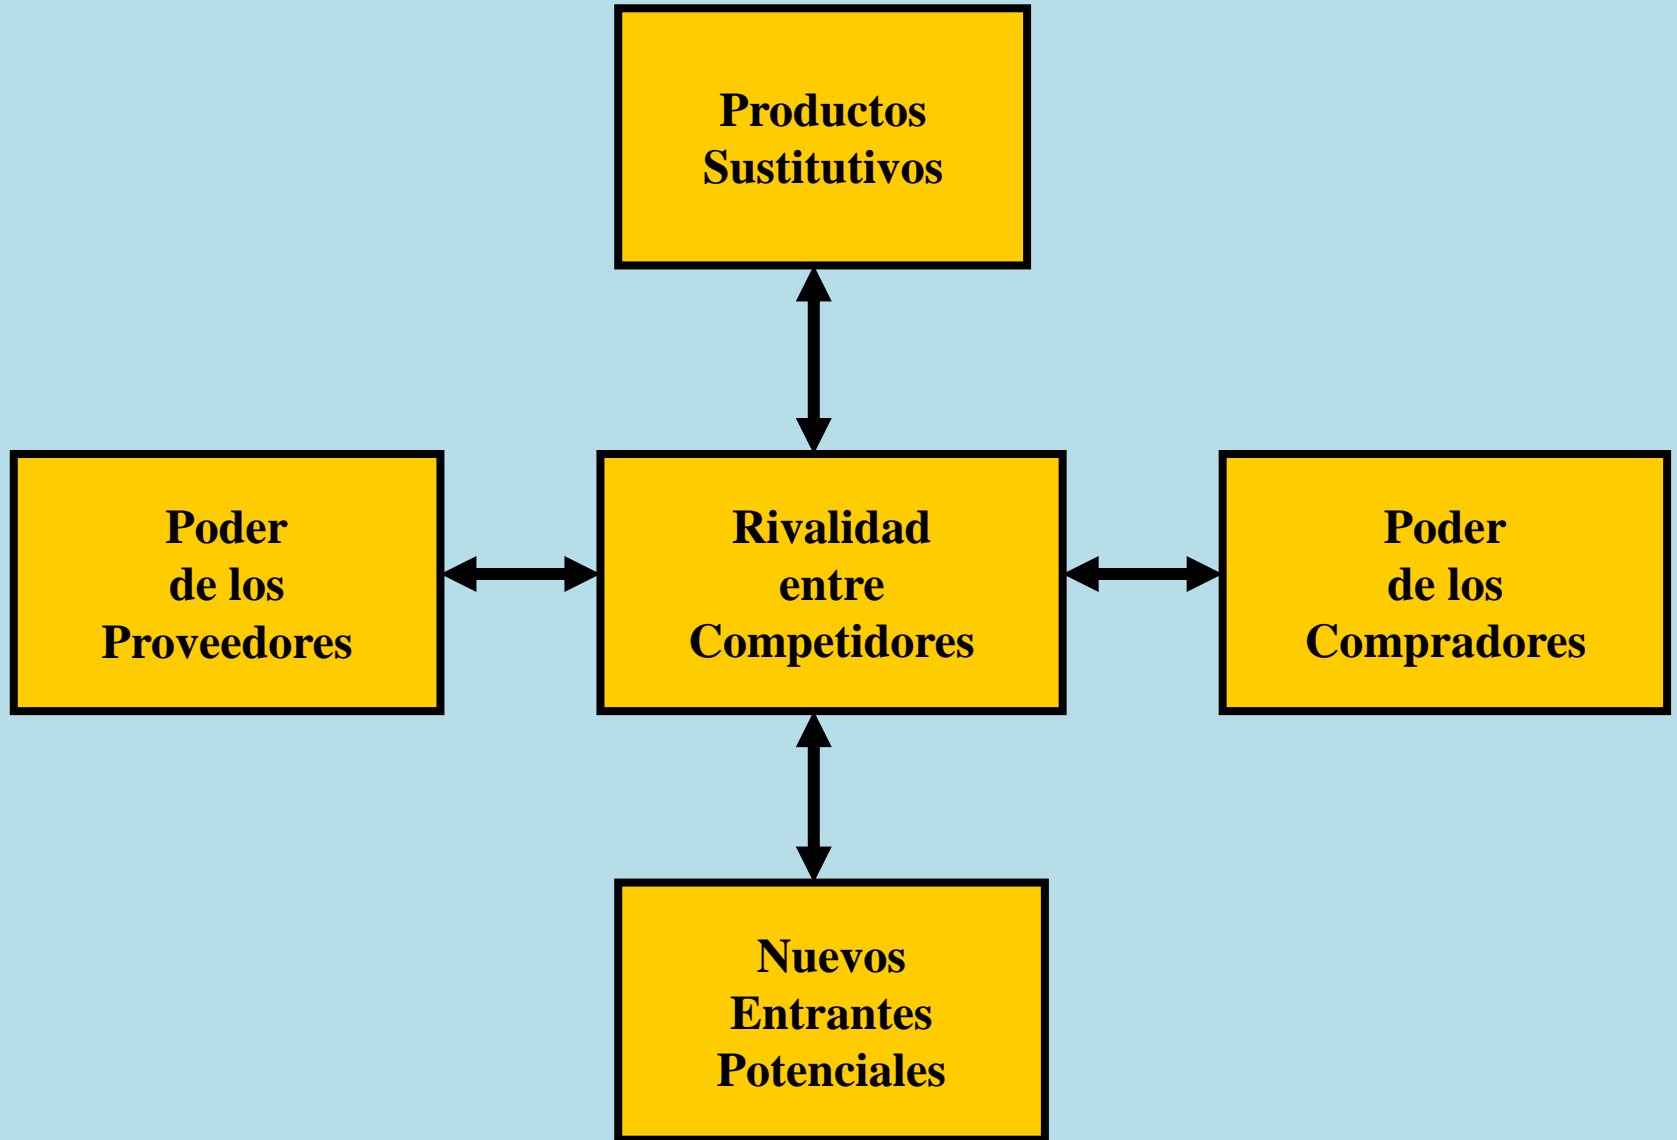 Productos
Sustitutivos
Poder
de los
Proveedores
Rivalidad
entre
Competidores
Poder
de los
Compradores
Nuevos
Entrantes
Potenciales